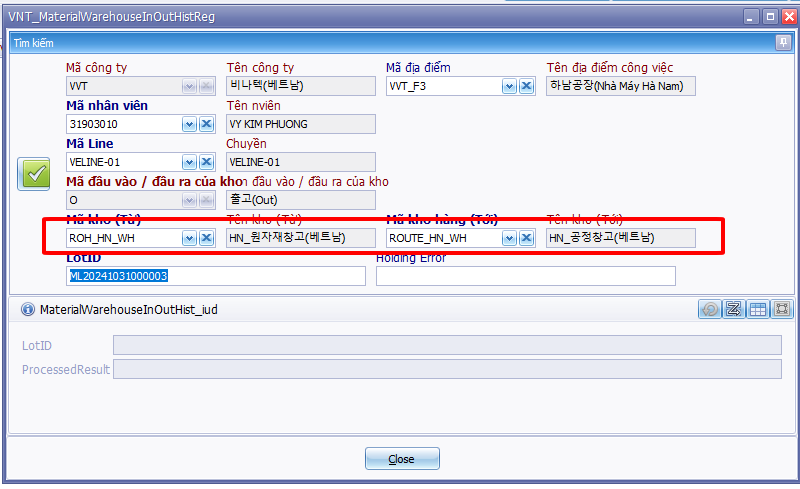 VNT_MaterialWarehouseInOutHistReg
Tìm kiếm
Mã công ty Tên công ty Mã địa điểm Tên địa điểm công việc
VVT 비나텍(베트남) VVT_F3 하남공장(Nhà Máy Hà Nam)
Mã nhân viên Tên nviên
31903010 VY KIM PHUONG
Mã Line Chuyền
VELINE-01 VELINE-01
Mã đầu vào / đầu ra của kho n đầu vào / đầu ra của kho
O 출고(Out)
Mã kho (Từ) Tên kho (Từ) Mã kho hàng (Tới) Tên kho (Tới)
ROH_HN_WH HN_원자재창고(베트남) ROUTE_HN_WH HN_공정창고(베트남)
LotID Holding Error
ML20241031000003
MaterialWarehouseInOutHist_iud
LotID
ProcessedResult
Close